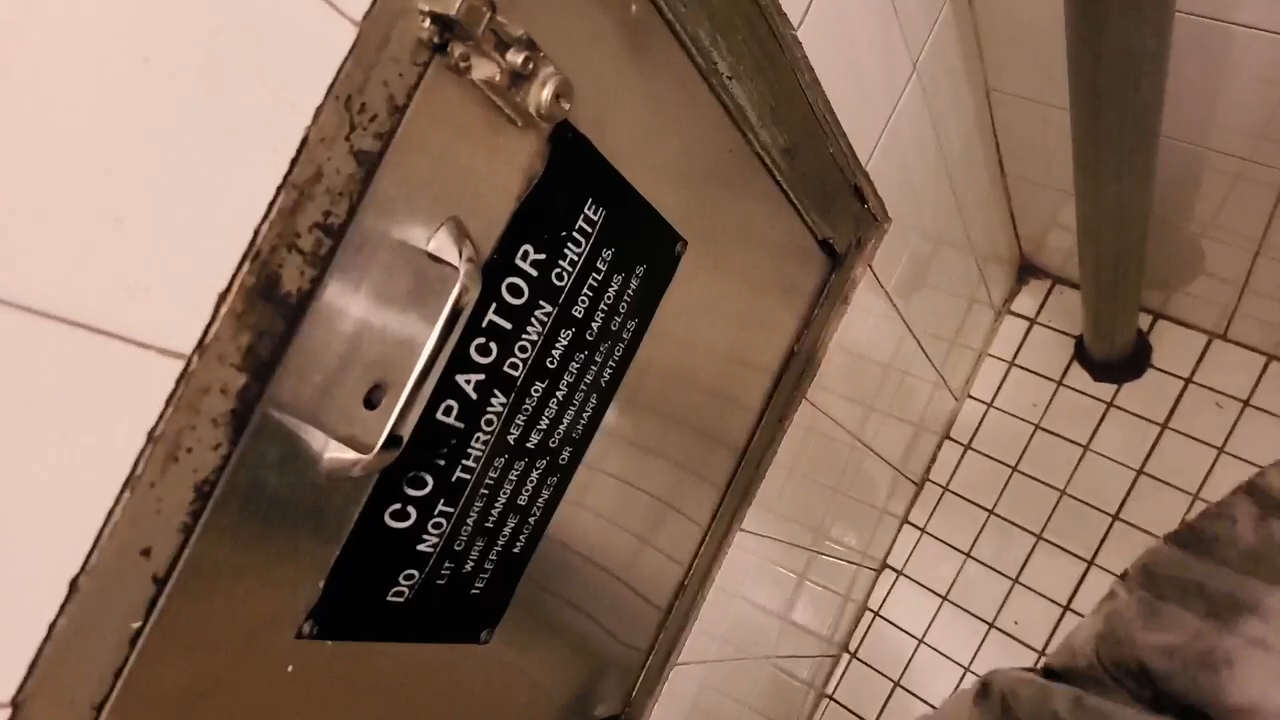 COMPACTOR
DO NOT THROW DOWN CHUTE
LIT CIGARETTES, AEROSOL CANS, BOTTLES,
WIRE HANGERS, NEWSPAPERS, CARTONS,
TELEPHONE BOOKS, COMBUSTIBLES, CLOTHES,
MAGAZINES, OR SHARP ARTICLES.